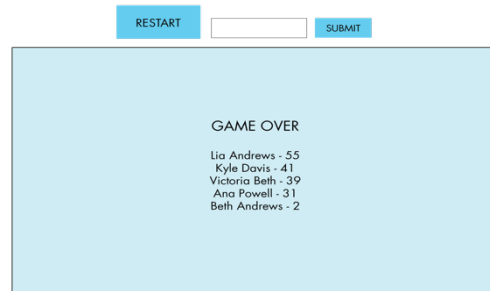 RESTART
SUBMIT
GAME OVER
Lia Andrews - 55
Kyle Davis - 41
Victoria Beth - 39
Ana Powell - 31
Beth Andrews - 2